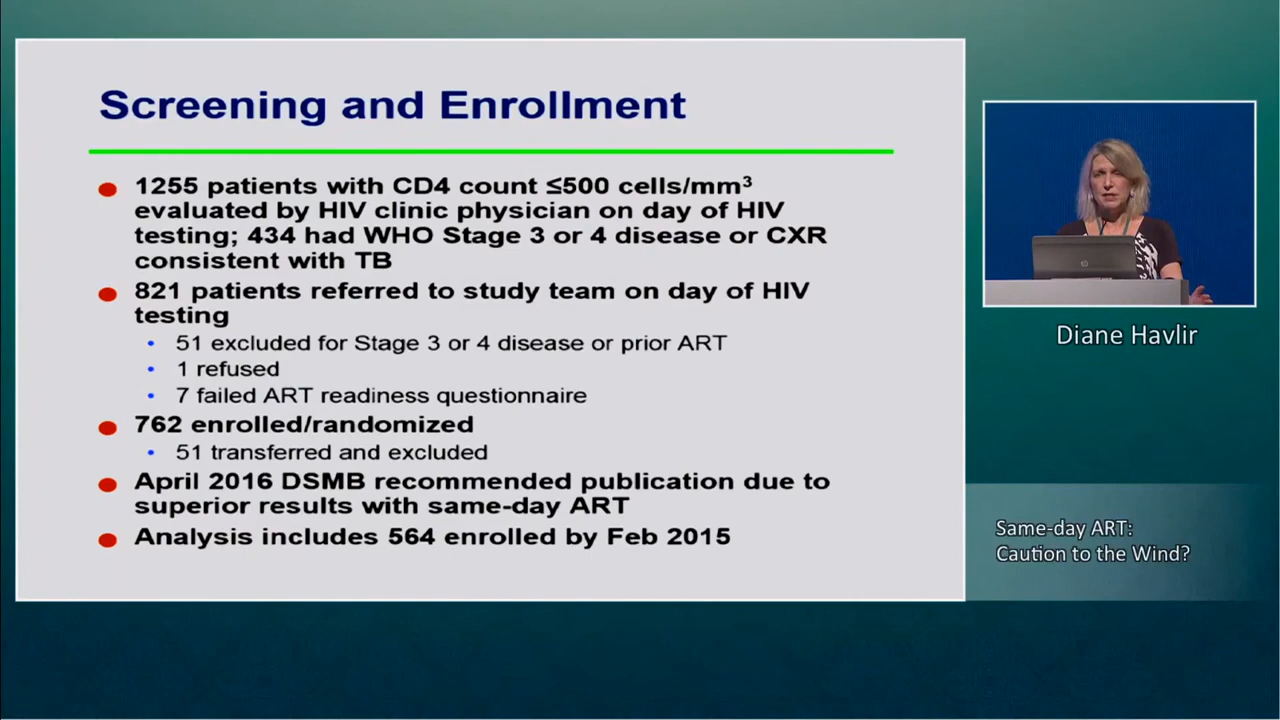 Screening and Enrollment
1255 patients with CD4 count ≤500 cells/mm³
evaluated by HIV clinic physician on day of HIV
testing; 434 had WHO Stage 3 or 4 disease or CXR
consistent with TB
821 patients referred to study team on day of HIV
testing
51 excluded for Stage 3 or 4 disease or prior ART
1 refused
7 failed ART readiness questionnaire
762 enrolled/randomized
51 transferred and excluded
April 2016 DSMB recommended publication due to
superior results with same-day ART
Analysis includes 564 enrolled by Feb 2015
Diane Havlir
Same-day ART:
Caution to the Wind?